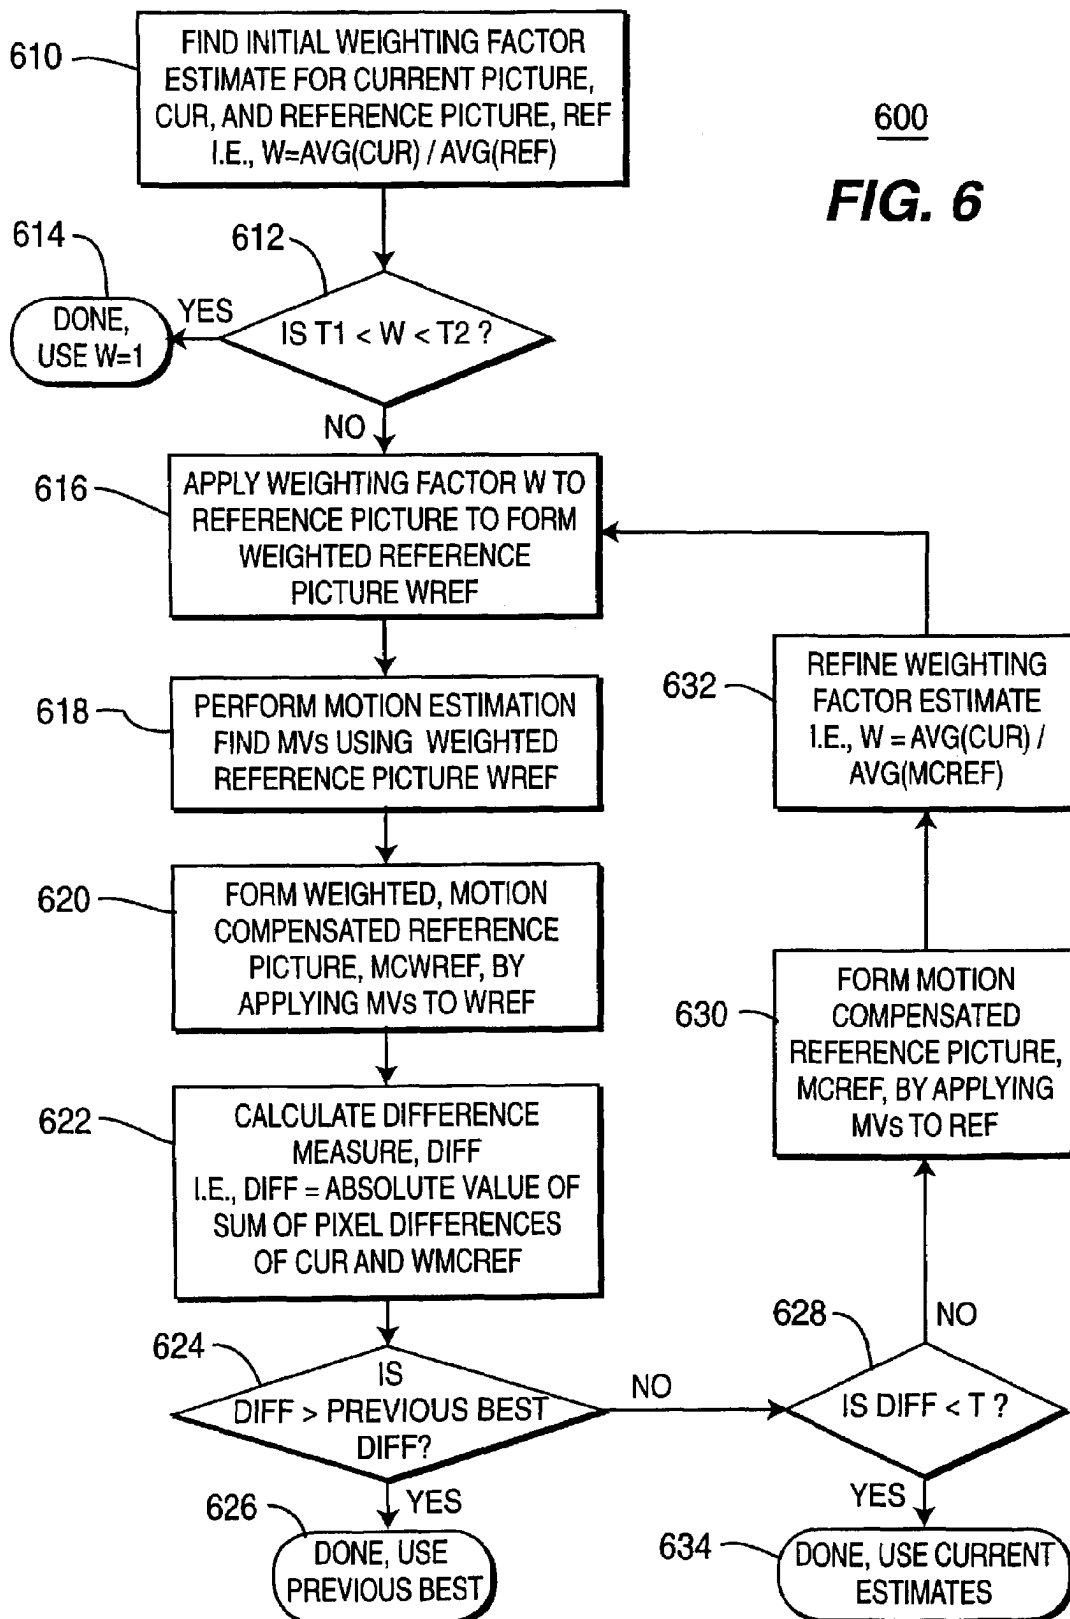 610
FIND INITIAL WEIGHTING FACTOR
ESTIMATE FOR CURRENT PICTURE,
CUR, AND REFERENCE PICTURE, REF
I.E., W=AVG(CUR) / AVG(REF)
600
FIG. 6
614
612
DONE,
USE W=1
YES
IS T1 < W < T2 ?
NO
616
APPLY WEIGHTING FACTOR W TO
REFERENCE PICTURE TO FORM
WEIGHTED REFERENCE
PICTURE WREF
618
PERFORM MOTION ESTIMATION
FIND MVs USING WEIGHTED
REFERENCE PICTURE WREF
620
FORM WEIGHTED, MOTION
COMPENSATED REFERENCE
PICTURE, MCWREF, BY
APPLYING MVs TO WREF
622
CALCULATE DIFFERENCE
MEASURE, DIFF
I.E., DIFF = ABSOLUTE VALUE OF
SUM OF PIXEL DIFFERENCES
OF CUR AND WMCREF
624
IS
DIFF > PREVIOUS BEST
DIFF?
NO
YES
626
DONE, USE
PREVIOUS BEST
628
IS DIFF < T ?
NO
YES
634
DONE, USE CURRENT
ESTIMATES
630
FORM MOTION
COMPENSATED
REFERENCE PICTURE,
MCREF, BY APPLYING
MVs TO REF
632
REFINE WEIGHTING
FACTOR ESTIMATE
I.E., W = AVG(CUR) /
AVG(MCREF)